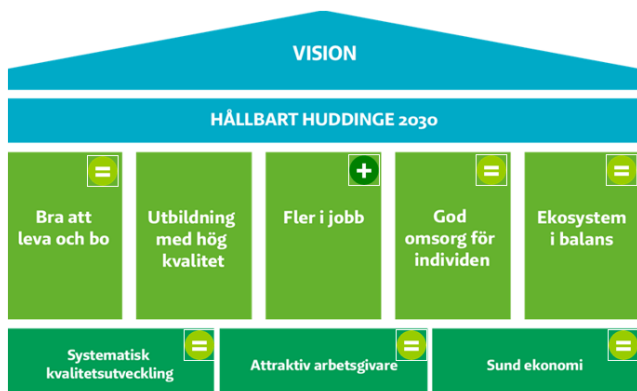 VISION
HÅLLBART HUDDINGE 2030
=
+
=
=
Bra att
leva och bo
Utbildning
med hög
kvalitet
Fler i jobb
God
omsorg för
individen
Ekosystem
i balans
=
=
=
Systematisk
kvalitetsutveckling
Attraktiv arbetsgivare
Sund ekonomi